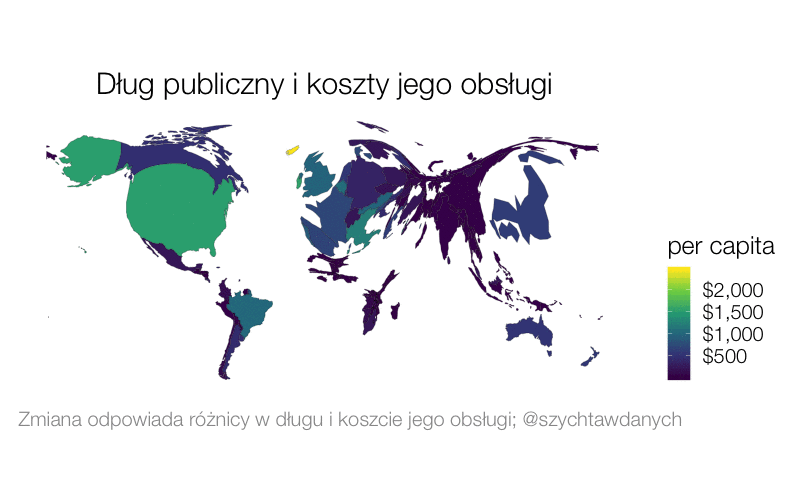 Dług publiczny i koszty jego obsługi
per capita
$2,000
$1,500
$1,000
$500
Zmiana odpowiada różnicy w długu i koszcie jego obsługi; @szychtawdanych